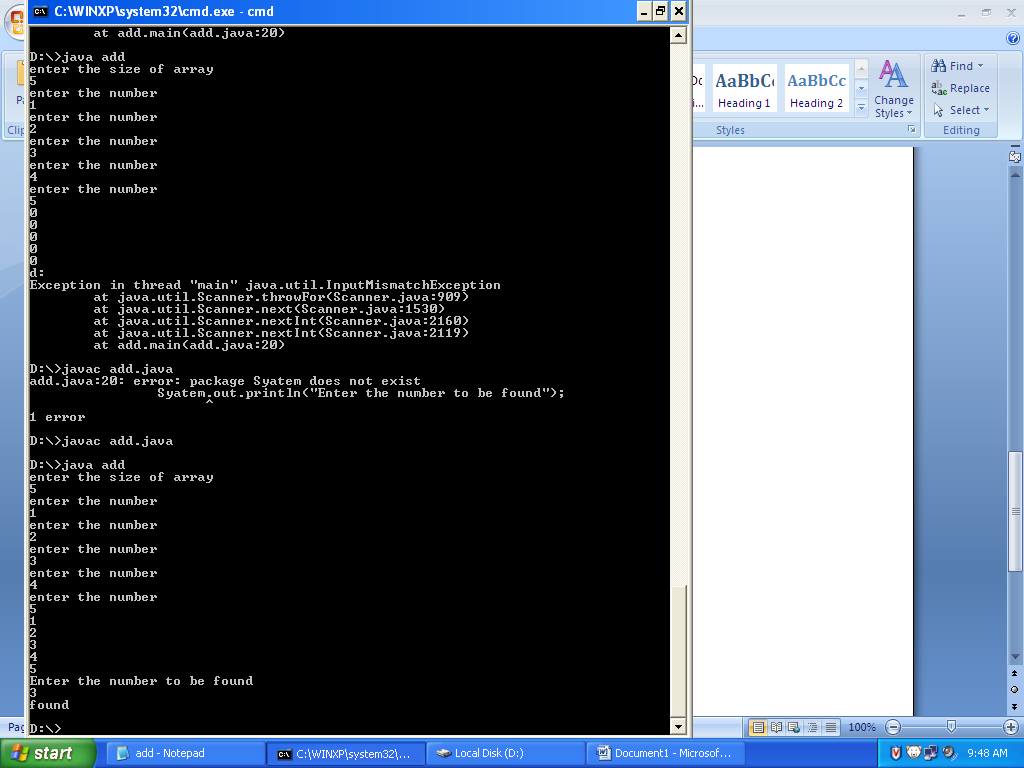 C:\WINXP\system32\cmd.exe - cmd
at add.main(add.java:20)
D:\>java add
enter the size of array
5
enter the number
1
enter the number
2
enter the number
3
enter the number
4
enter the number
5
0
0
0
0
0
d:
Exception in thread "main" java.util.InputMismatchException
at java.util.Scanner.throwFor(Scanner.java:909)
at java.util.Scanner.next(Scanner.java:1530)
at java.util.Scanner.nextInt(Scanner.java:2160)
at java.util.Scanner.nextInt(Scanner.java:2119)
at add.main(add.java:20)
D:\>javac add.java
add.java:20: error: package Syatem does not exist
Syatem.out.println("Enter the number to be found");
^
1 error
D:\>javac add.java
D:\>java add
enter the size of array
5
enter the number
1
enter the number
2
enter the number
3
enter the number
4
enter the number
5
1
2
3
4
5
Enter the number to be found
3
found
D:\>
AaBbC AaBbCc
Heading 1 Heading 2
Change Styles
Styles
Find
Replace
Select
Editing
100%
start
add - Notepad
C:\WINXP\system32\...
Local Disk (D:)
Document1 - Microsof...
9:48 AM